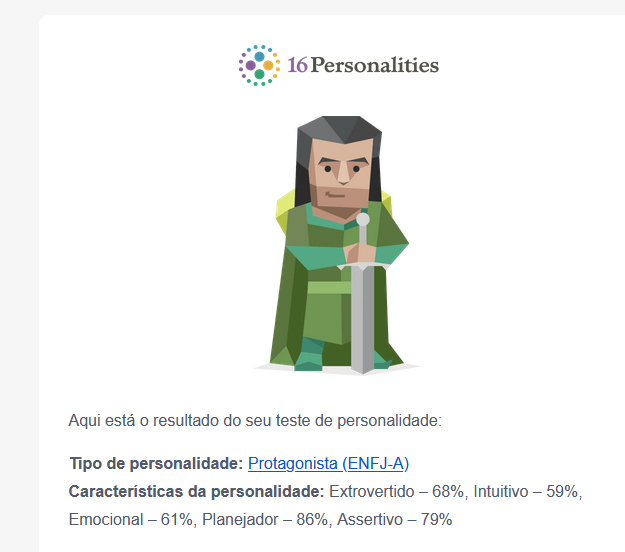 16Personalities
Aqui está o resultado do seu teste de personalidade:
Tipo de personalidade: Protagonista (ENFJ-A)
Características da personalidade: Extrovertido – 68%, Intuitivo – 59%,
Emocional – 61%, Planejador – 86%, Assertivo – 79%